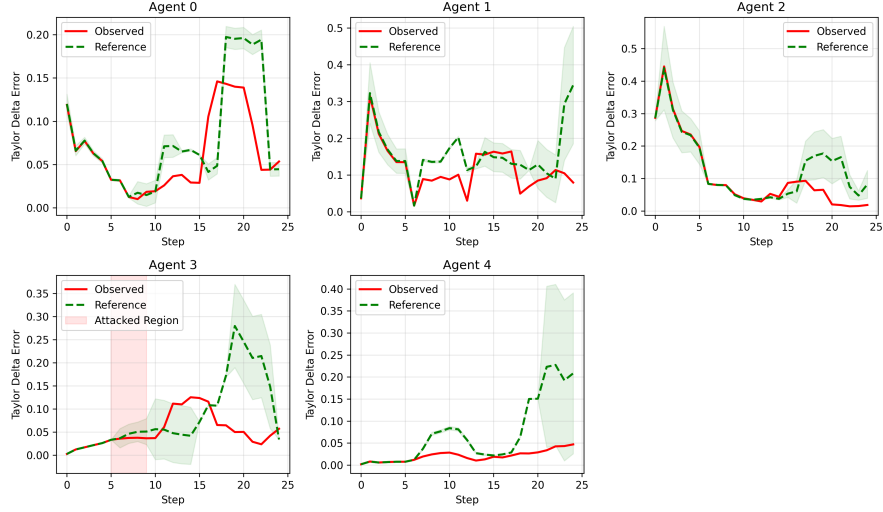 Agent 0
Taylor Delta Error
0.20
0.15
0.10
0.05
0.00
Observed
Reference
0 5 10 15 20 25
Step
Agent 1
Taylor Delta Error
0.5
0.4
0.3
0.2
0.1
0.0
Observed
Reference
0 5 10 15 20 25
Step
Agent 2
Taylor Delta Error
0.5
0.4
0.3
0.2
0.1
0.0
Observed
Reference
0 5 10 15 20 25
Step
Agent 3
Taylor Delta Error
0.35
0.30
0.25
0.20
0.15
0.10
0.05
0.00
Observed
Reference
Attacked Region
0 5 10 15 20 25
Step
Agent 4
Taylor Delta Error
0.40
0.35
0.30
0.25
0.20
0.15
0.10
0.05
0.00
Observed
Reference
0 5 10 15 20 25
Step